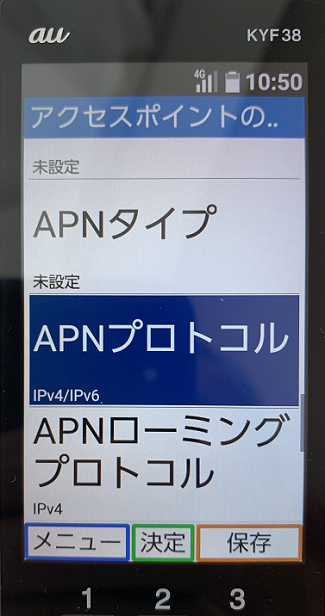 au KYF38
4G 10:50
アクセスポイントの..
未設定
APNタイプ
未設定
APNプロトコル
IPv4/IPv6
APNローミング
プロトコル
IPv4
メニュー 決定 保存
1 2 3